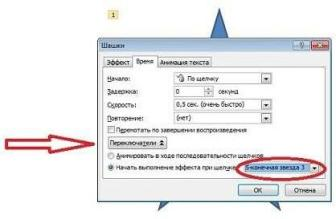 1
Шашки
Эффект Время Анимация текста
Начало: По щелчку
Задержка: 0 секунд
Скорость: 0,5 сек. (очень быстро)
Повторение: (нет)
Перемотать по завершении воспроизведения
Переключатели
Анимировать в ходе последовательности щелчков
Начать выполнение эффекта при щелчке 5-конечная звезда 3
ОК Отмена